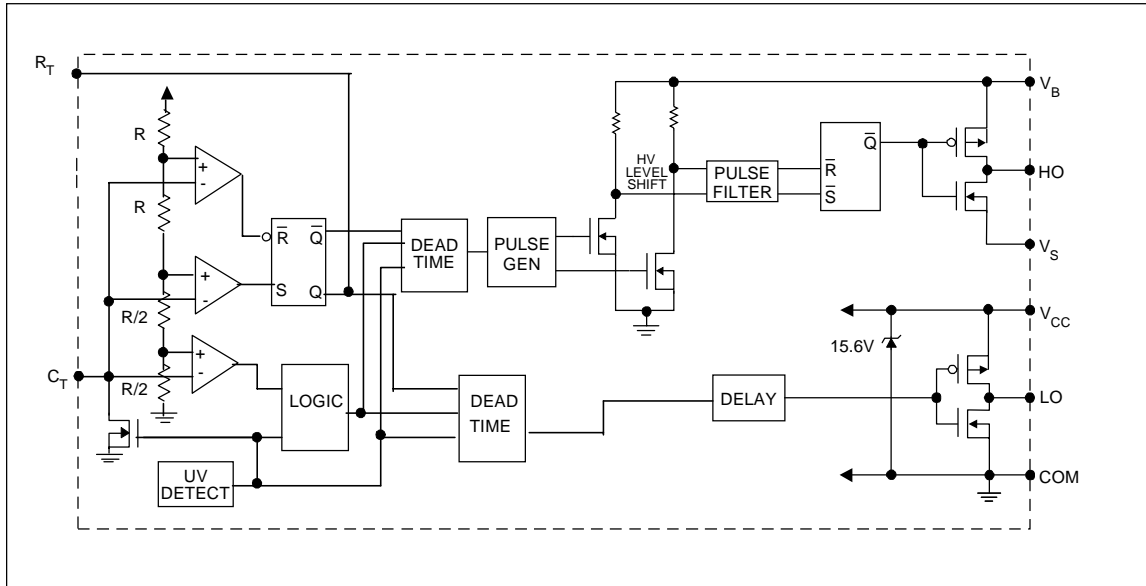 R_T
V_B
R
+
-
HV
LEVEL
SHIFT
PULSE
FILTER
R̅
S̅
Q̅
HO
R
R̅
Q̅
DEAD
TIME
PULSE
GEN
V_S
+
-
S
Q
R/2
V_CC
15.6V
+
-
C_T
R/2
LOGIC
DEAD
TIME
DELAY
LO
UV
DETECT
COM